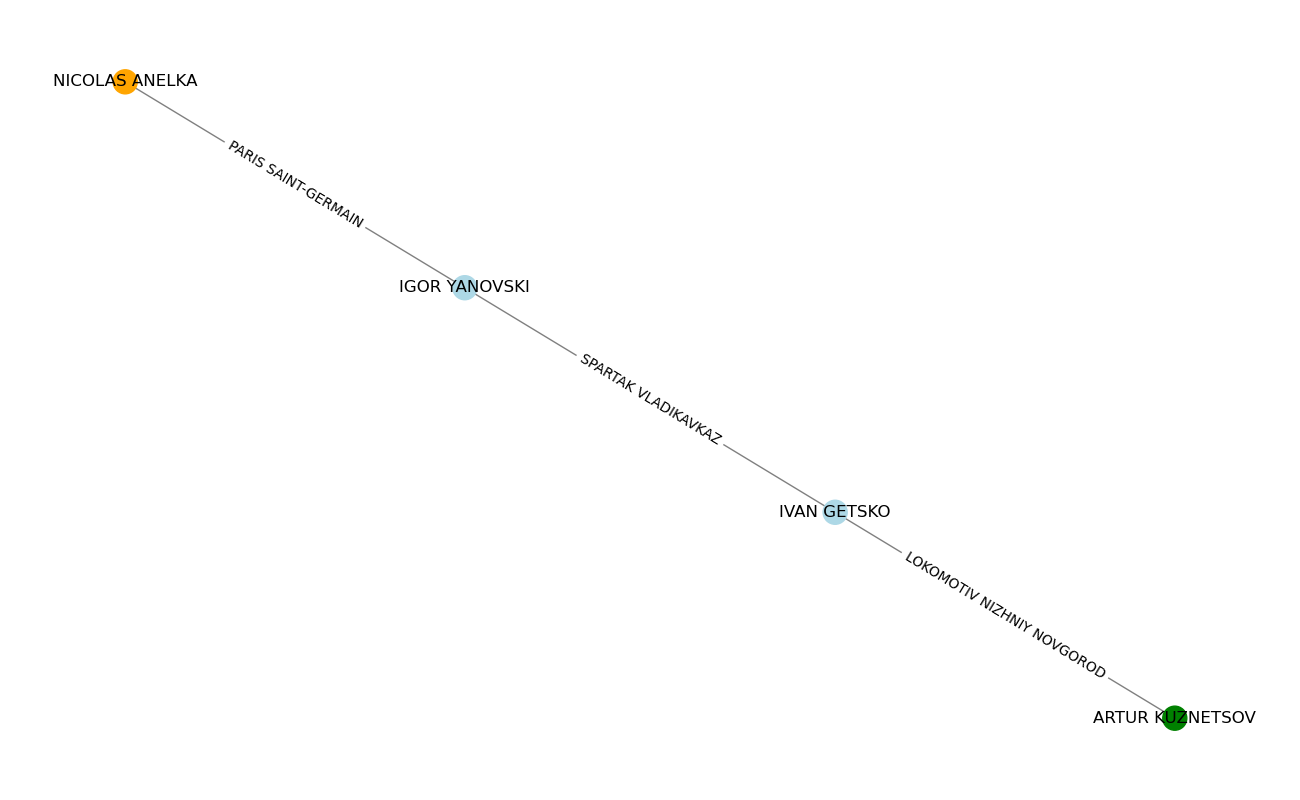 NICOLAS ANELKA
PARIS SAINT-GERMAIN
IGOR YANOVSKI
SPARTAK VLADIKAVKAZ
IVAN GETSKO
LOKOMOTIV NIZHNIY NOVGOROD
ARTUR KUZNETSOV